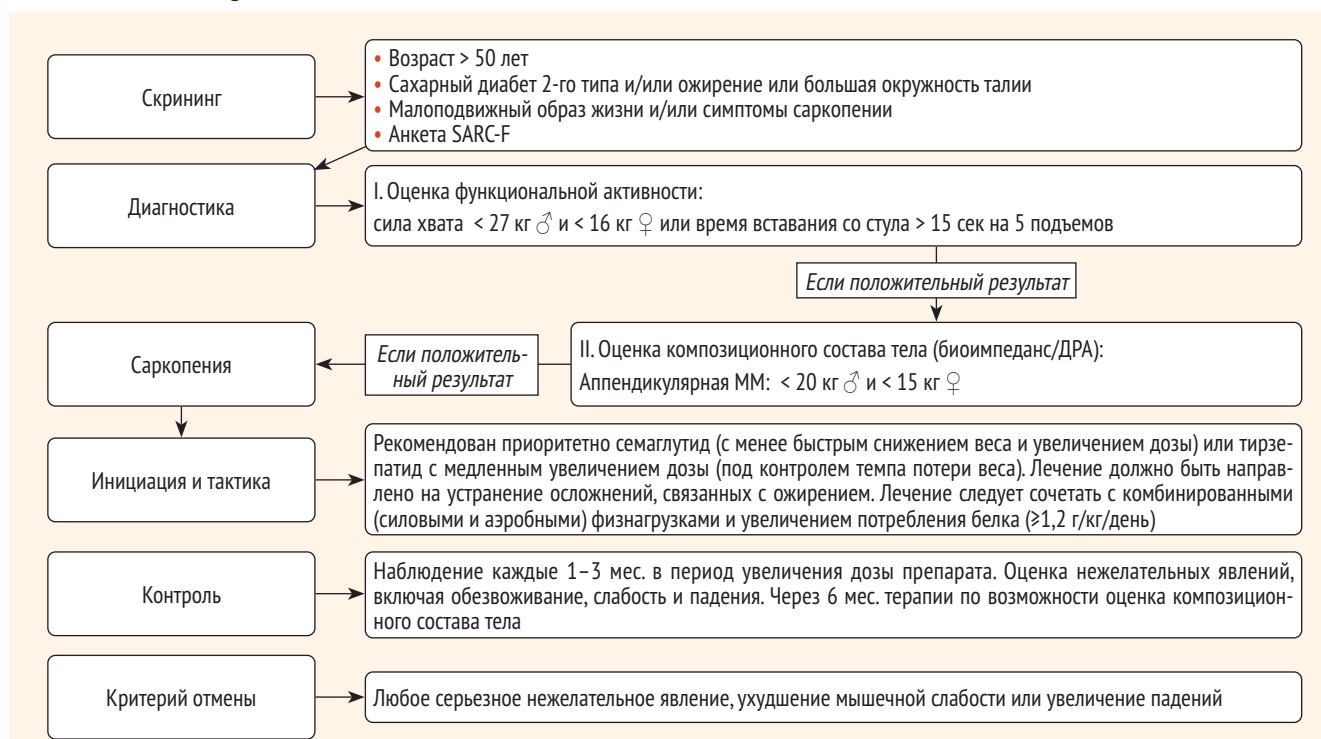 Скрининг
• Возраст > 50 лет
• Сахарный диабет 2-го типа и/или ожирение или большая окружность талии
• Малоподвижный образ жизни и/или симптомы саркопении
• Анкета SARC-F
Диагностика
I. Оценка функциональной активности:
сила хвата < 27 кг ♂ и < 16 кг ♀ или время вставания со стула > 15 сек на 5 подъемов
Если положительный результат
II. Оценка композиционного состава тела (биоимпеданс/ДРА):
Аппендикулярная ММ: < 20 кг ♂ и < 15 кг ♀
Если положитель-
ный результат
Саркопения
Инициация и тактика
Рекомендован приоритетно семаглутид (с менее быстрым снижением веса и увеличением дозы) или тирзе-
патид с медленным увеличением дозы (под контролем темпа потери веса). Лечение должно быть направ-
лено на устранение осложнений, связанных с ожирением. Лечение следует сочетать с комбинированными
(силовыми и аэробными) физнагрузками и увеличением потребления белка (⩾1,2 г/кг/день)
Контроль
Наблюдение каждые 1–3 мес. в период увеличения дозы препарата. Оценка нежелательных явлений,
включая обезвоживание, слабость и падения. Через 6 мес. терапии по возможности оценка композицион-
ного состава тела
Критерий отмены
Любое серьезное нежелательное явление, ухудшение мышечной слабости или увеличение падений